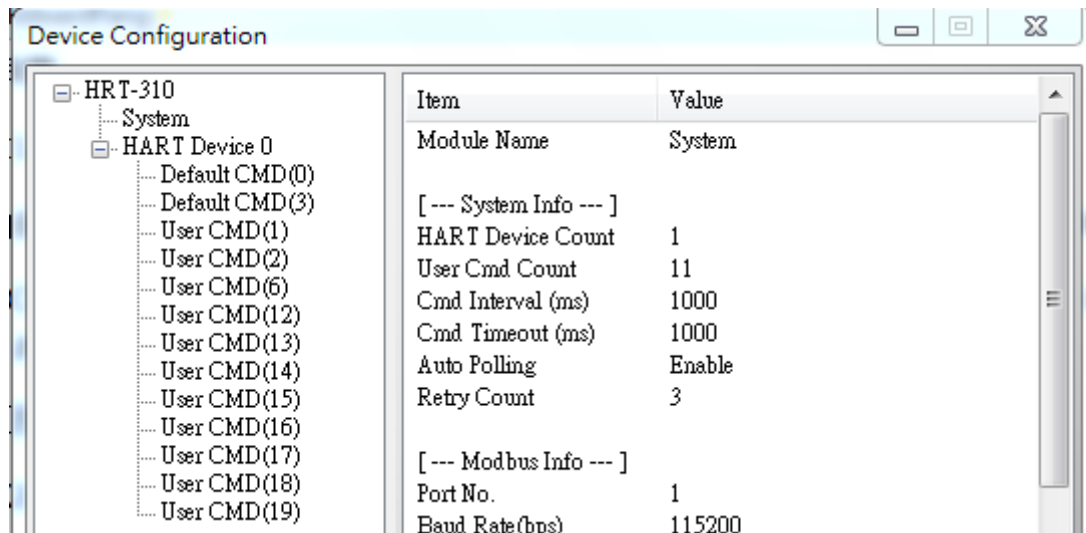 Device Configuration
HRT-310
System
HART Device 0
Default CMD(0)
Default CMD(3)
User CMD(1)
User CMD(2)
User CMD(6)
User CMD(12)
User CMD(13)
User CMD(14)
User CMD(15)
User CMD(16)
User CMD(17)
User CMD(18)
User CMD(19)
Item Value
Module Name System
[ --- System Info --- ]
HART Device Count 1
User Cmd Count 11
Cmd Interval (ms) 1000
Cmd Timeout (ms) 1000
Auto Polling Enable
Retry Count 3
[ --- Modbus Info --- ]
Port No. 1
Baud Rate(bps) 115200